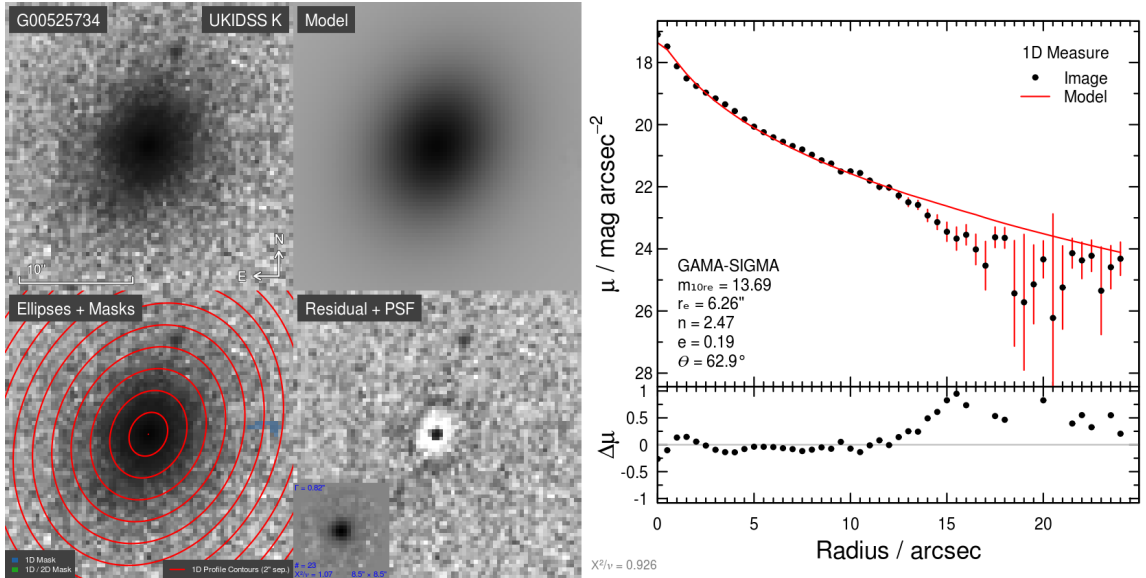 G00525734
UKIDSS K
Model
10"
N
E
Ellipses + Masks
Residual + PSF
Γ = 0.82"
# = 23
X²/ν = 1.07
8.5" × 8.5"
1D Mask
1D / 2D Mask
1D Profile Contours (2" sep.)
1D Measure
Image
Model
GAMA-SIGMA
m₁₀ᵣₑ = 13.69
rₑ = 6.26"
n = 2.47
e = 0.19
Θ = 62.9°
μ / mag arcsec⁻²
18
20
22
24
26
28
Δμ
1
0.5
0
-0.5
-1
0
5
10
15
20
Radius / arcsec
X²/ν = 0.926